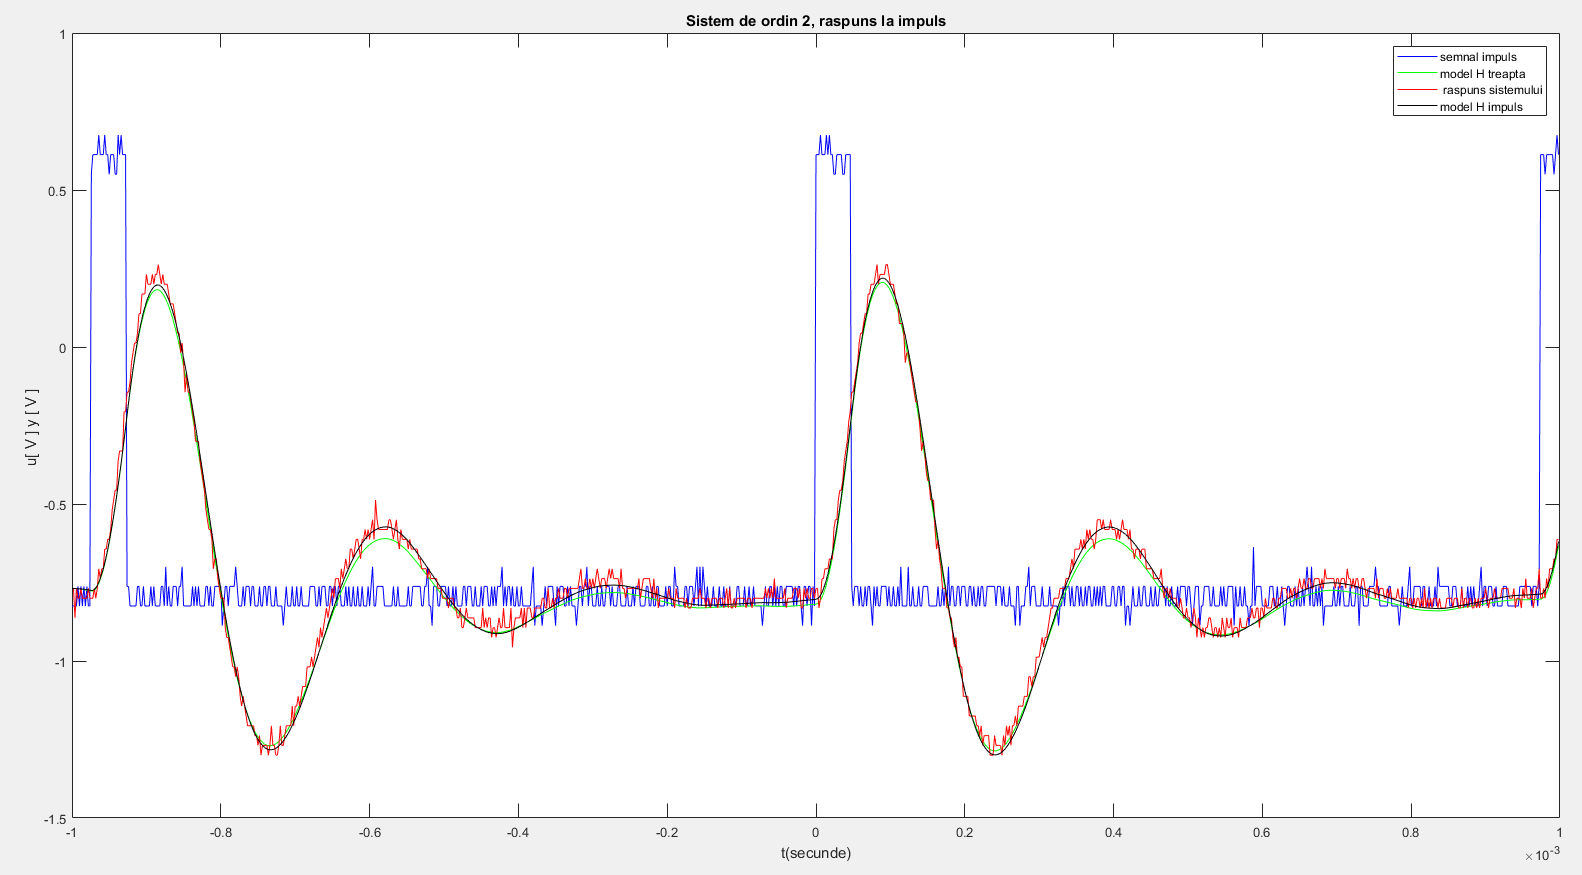 Sistem de ordin 2, raspuns la impuls
1
0.5
0
-0.5
-1
-1.5
u[ V ] y [ V ]
semnal impuls
model H treapta
raspuns sistemului
model H impuls
-1 -0.8 -0.6 -0.4 -0.2 0 0.2 0.4 0.6 0.8 1
t(secunde)
×10-3